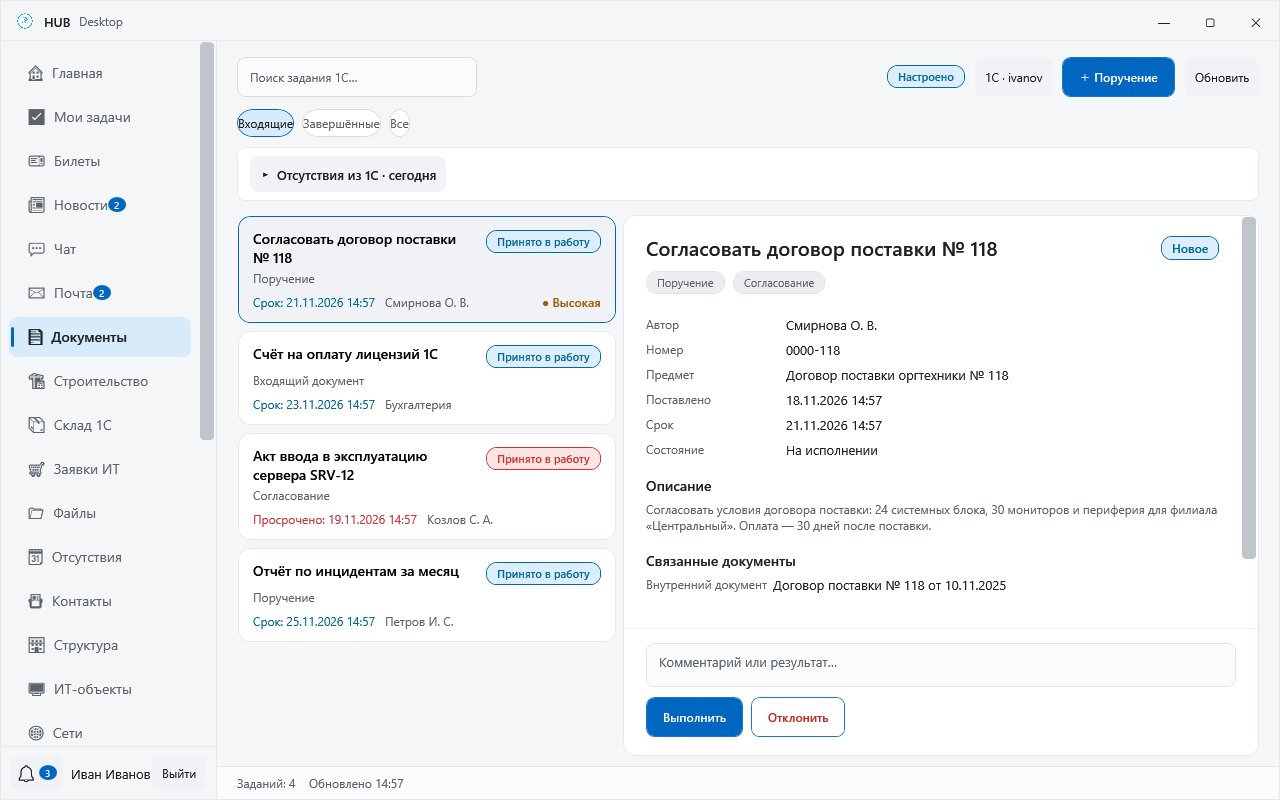 HUB Desktop
Главная
Мои задачи
Билеты
Новости 2
Чат
Почта 2
Документы
Строительство
Склад 1С
Заявки ИТ
Файлы
31 Отсутствия
Контакты
Структура
ИТ-объекты
Сети
3 Иван Иванов Выйти
Поиск задания 1С...
Настроено 1С · ivanov + Поручение Обновить
Входящие Завершённые Все
Отсутствия из 1С · сегодня
Согласовать договор поставки № 118
Принято в работу
Поручение
Срок: 21.11.2026 14:57 Смирнова О. В. ● Высокая
Счёт на оплату лицензий 1С Принято в работу
Входящий документ
Срок: 23.11.2026 14:57 Бухгалтерия
Акт ввода в эксплуатацию сервера SRV-12
Принято в работу
Согласование
Просрочено: 19.11.2026 14:57 Козлов С. А.
Отчёт по инцидентам за месяц Принято в работу
Поручение
Срок: 25.11.2026 14:57 Петров И. С.
Согласовать договор поставки № 118 Новое
Поручение Согласование
Автор Смирнова О. В.
Номер 0000-118
Предмет Договор поставки оргтехники № 118
Поставлено 18.11.2026 14:57
Срок 21.11.2026 14:57
Состояние На исполнении
Описание
Согласовать условия договора поставки: 24 системных блока, 30 мониторов и периферия для филиала
«Центральный». Оплата — 30 дней после поставки.
Связанные документы
Внутренний документ Договор поставки № 118 от 10.11.2025
Комментарий или результат...
Выполнить Отклонить
Заданий: 4 Обновлено 14:57